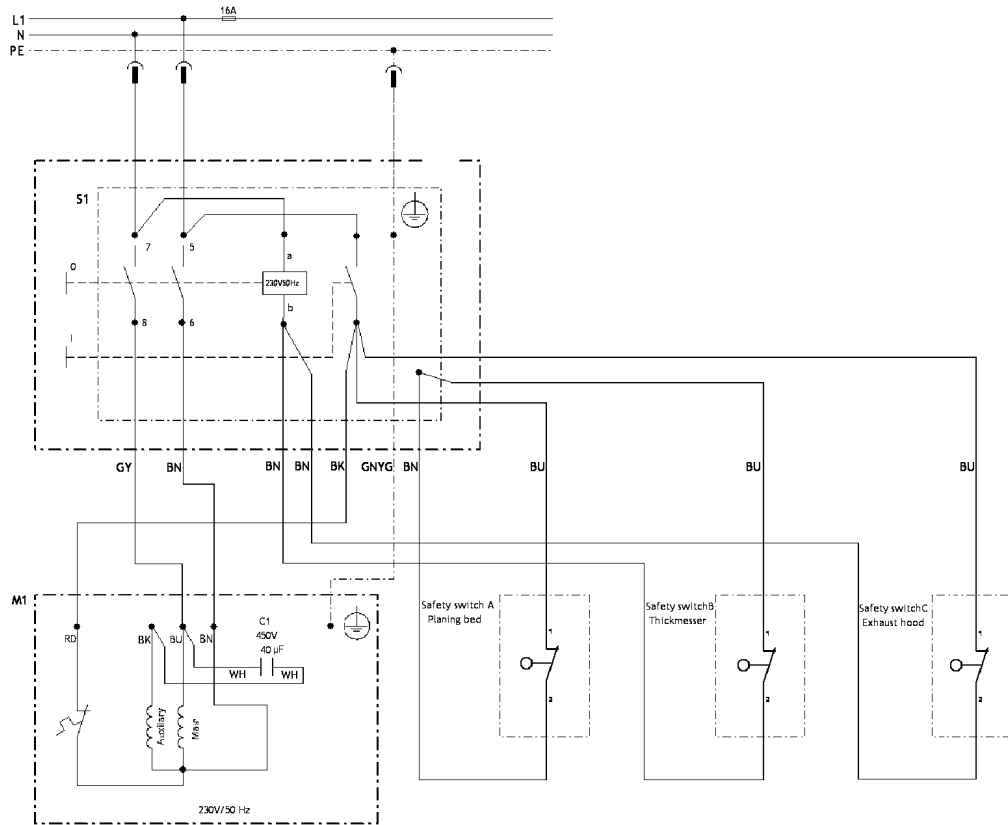 L1
16A
N
PE
S1
7
5
a
0
230V50Hz
b
8
6
I
GY
BN
BN
BN
BK
GNYG
BN
BU
BU
BU
M1
Safety switch A
Planing bed
Safety switchB
Thickmesser
Safety switchC
Exhaust hood
C1
450V
40 µF
RD
BK
BU
BN
WH
WH
1
1
1
2
2
2
Auxiliary
Main
230V/50 Hz